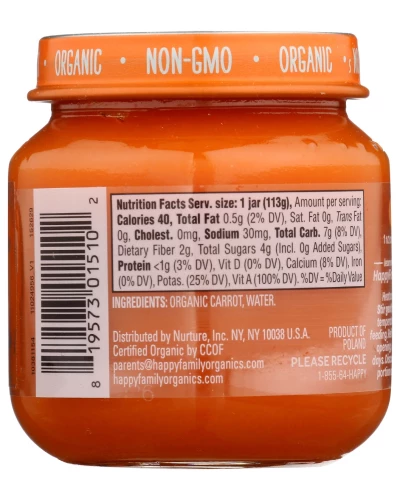 • ORGANIC • NON-GMO • ORGANIC •
Nutrition Facts Serv. size: 1 jar (113g), Amount per serving:
Calories 40, Total Fat 0.5g (2% DV), Sat. Fat 0g, Trans Fat
0g, Cholest. 0mg, Sodium 30mg, Total Carb. 7g (8% DV),
Dietary Fiber 2g, Total Sugars 4g (Incl. 0g Added Sugars),
Protein <1g (3% DV), Vit D (0% DV), Calcium (8% DV), Iron
(0% DV), Potas. (25% DV), Vit A (100% DV). %DV=%Daily Value
INGREDIENTS: ORGANIC CARROT, WATER.
Distributed by Nurture, Inc. NY, NY 10038 U.S.A.
Certified Organic by CCOF
parents@happyfamilyorganics.com
happyfamilyorganics.com
PRODUCT OF
POLAND
PLEASE RECYCLE
1-855-64-HAPPY
8 19573 01510 2